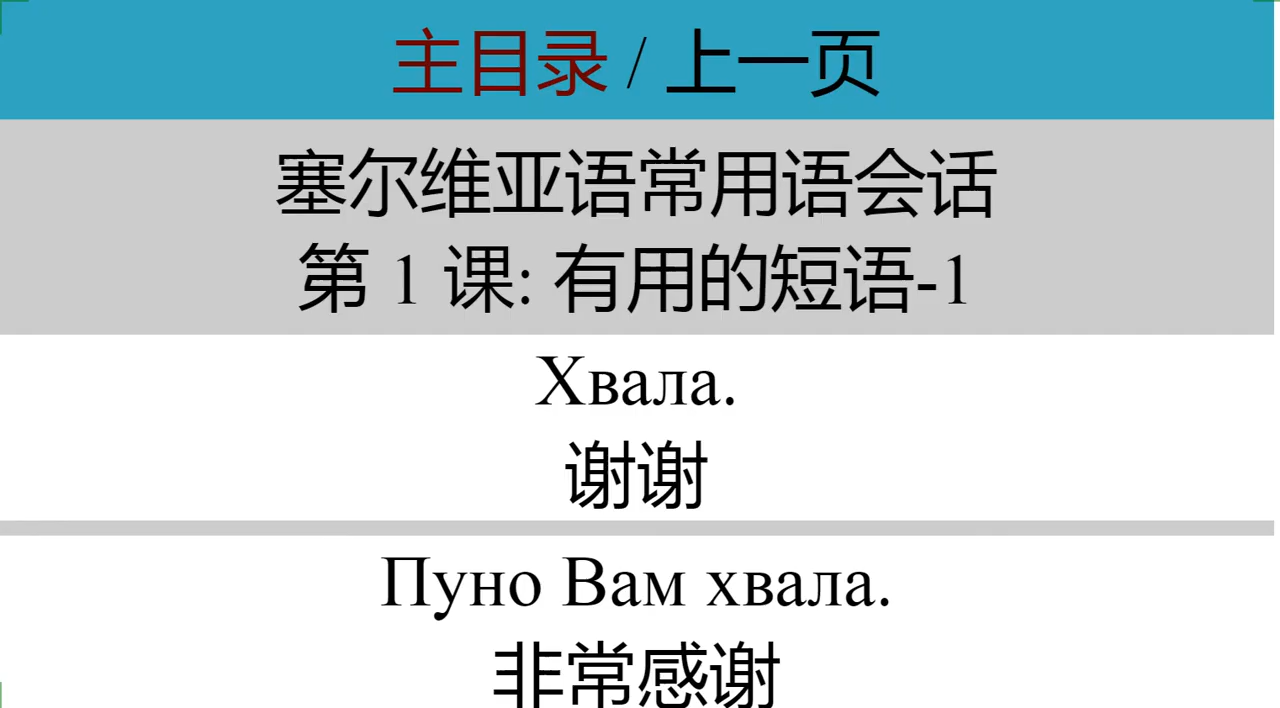 主目录 / 上一页
塞尔维亚语常用语会话
第 1 课: 有用的短语-1
Хвала.
谢谢
Пуно Вам хвала.
非常感谢